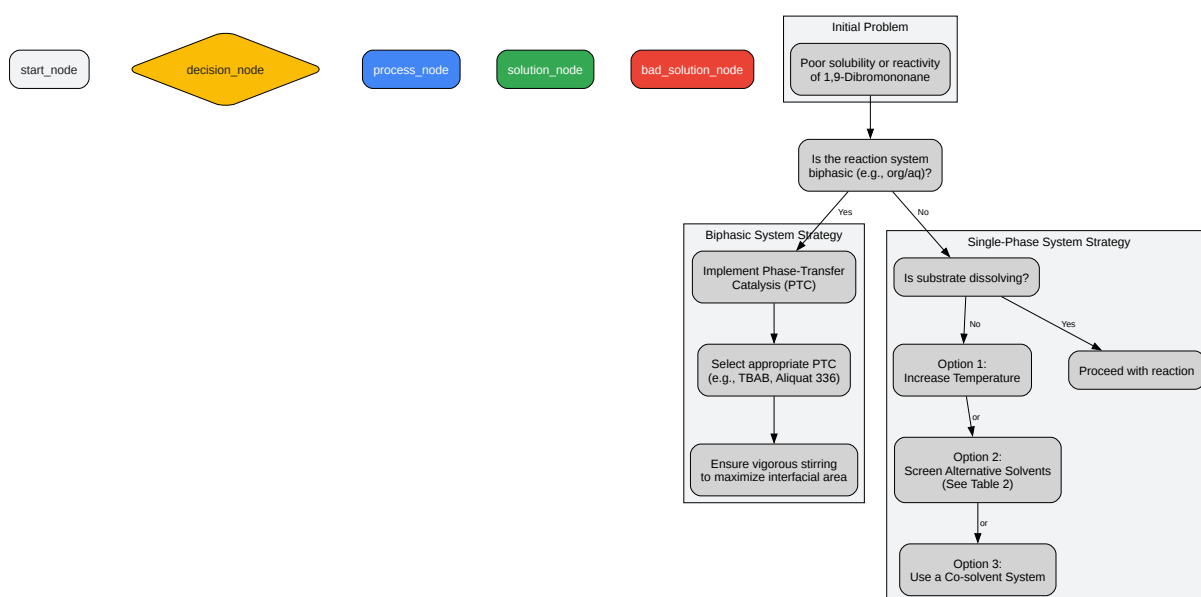 start_node
decision_node
process_node
solution_node
bad_solution_node
Initial Problem
Poor solubility or reactivity
of 1,9-Dibromononane
Is the reaction system
biphasic (e.g., org/aq)?
Yes
No
Biphasic System Strategy
Implement Phase-Transfer
Catalysis (PTC)
Select appropriate PTC
(e.g., TBAB, Aliquat 336)
Ensure vigorous stirring
to maximize interfacial area
Single-Phase System Strategy
Is substrate dissolving?
No
Yes
Option 1:
Increase Temperature
Proceed with reaction
or
Option 2:
Screen Alternative Solvents
(See Table 2)
or
Option 3:
Use a Co-solvent System